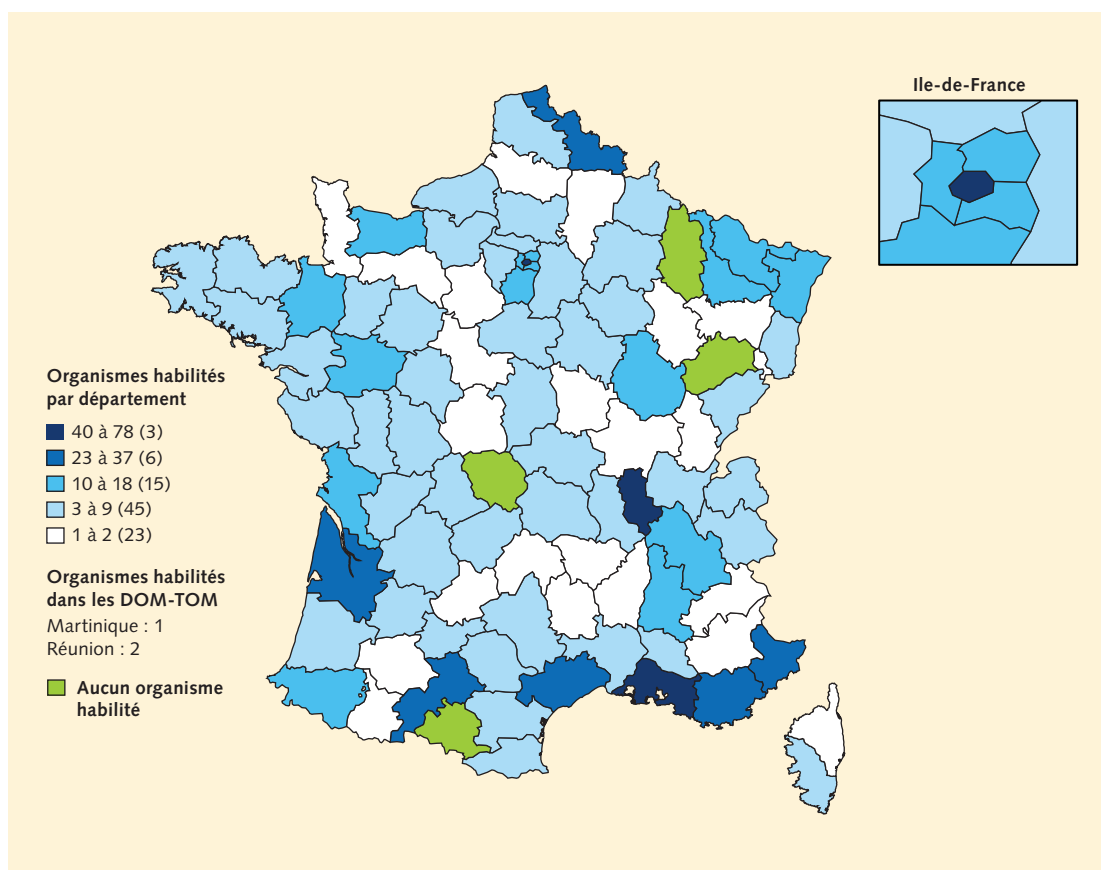 Ile-de-France
Organismes habilités
par département
40 à 78 (3)
23 à 37 (6)
10 à 18 (15)
3 à 9 (45)
1 à 2 (23)
Organismes habilités
dans les DOM-TOM
Martinique : 1
Réunion : 2
Aucun organisme
habilité